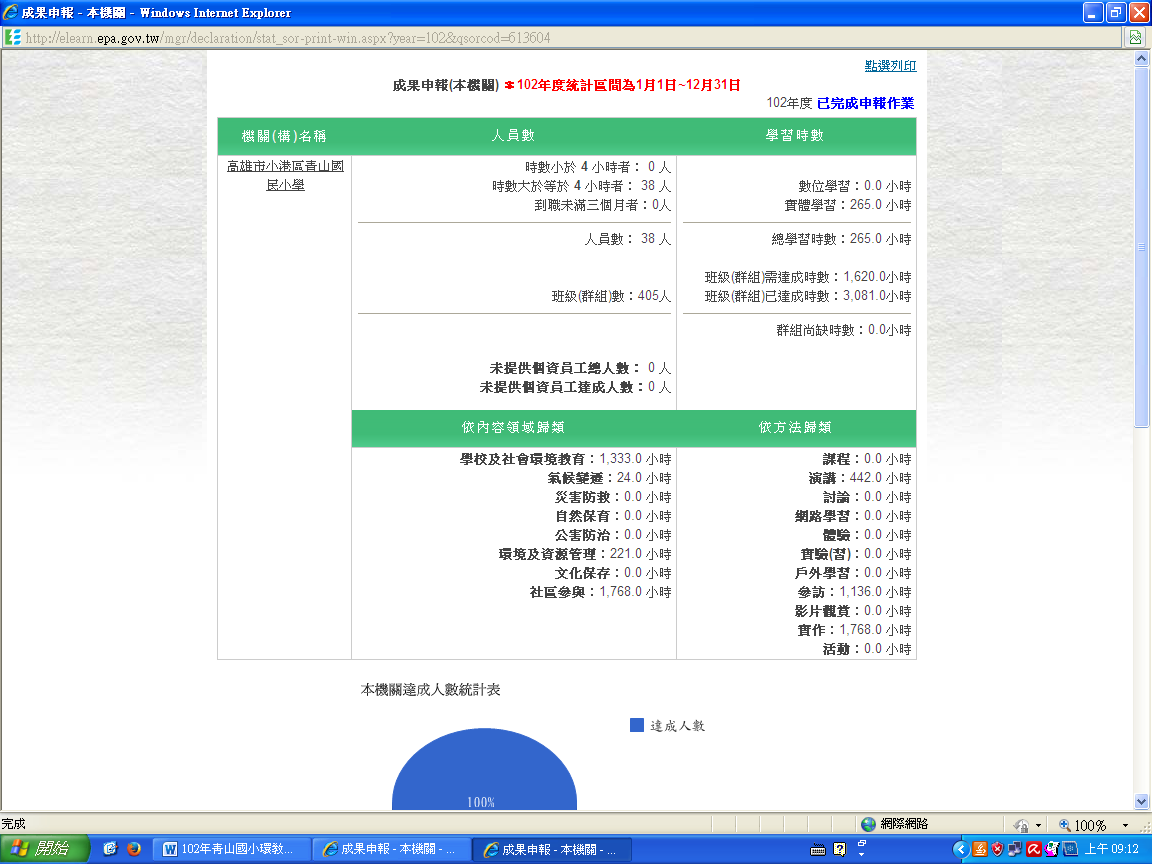 成果申報 - 本機關 - Windows Internet Explorer
http://elearn.epa.gov.tw/mgr/declaration/stat_sor-print-win.aspx?year=102&qsorcod=613604
點選列印
成果申報(本機關) *102年度統計區間為1月1日~12月31日
102年度 已完成申報作業
機關(構)名稱 人員數 學習時數
高雄市小港區青山國
民小學
時數小於 4 小時者： 0 人
時數大於等於 4 小時者： 38 人 數位學習：0.0 小時
到職未滿三個月者：0人 實體學習：265.0 小時
人員數： 38 人 總學習時數：265.0 小時
班級(群組)需達成時數：1,620.0小時
班級(群組)數：405人 班級(群組)已達成時數：3,081.0小時
群組尚缺時數：0.0小時
未提供個資員工總人數： 0 人
未提供個資員工達成人數：0 人
依內容領域歸類 依方法歸類
學校及社會環境教育：1,333.0 小時 課程：0.0 小時
氣候變遷：24.0 小時 演講：442.0 小時
災害防救：0.0 小時 討論：0.0 小時
自然保育：0.0 小時 網路學習：0.0 小時
公害防治：0.0 小時 體驗：0.0 小時
環境及資源管理：221.0 小時 實驗(習)：0.0 小時
文化保存：0.0 小時 戶外學習：0.0 小時
社區參與：1,768.0 小時 參訪：1,136.0 小時
影片觀賞：0.0 小時
實作：1,768.0 小時
活動：0.0 小時
本機關達成人數統計表
達成人數
100%
完成 網際網路 100%
開始 102年青山國小環教... 成果申報 - 本機關 -... 成果申報 - 本機關 -... 上午 09:12